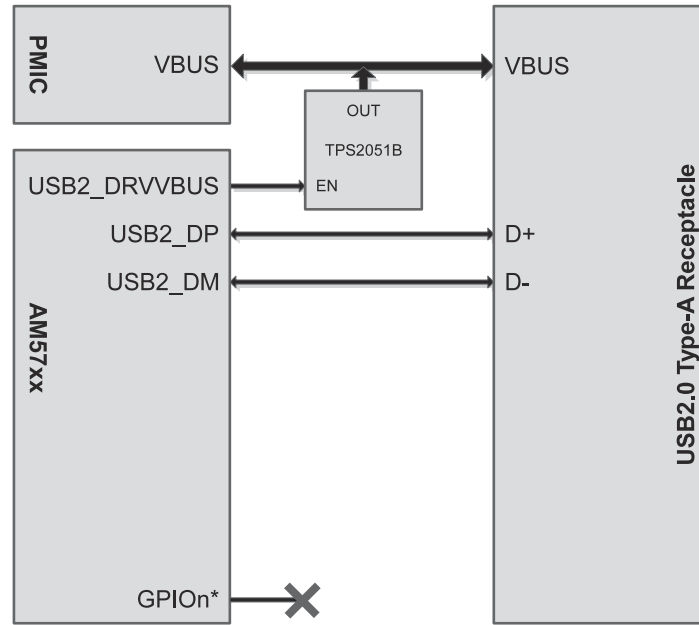 PMIC
VBUS
VBUS
OUT
TPS2051B
EN
USB2_DRVVBUS
USB2_DP
D+
USB2_DM
D-
AM57xx
USB2.0 Type-A Receptacle
GPIOn*